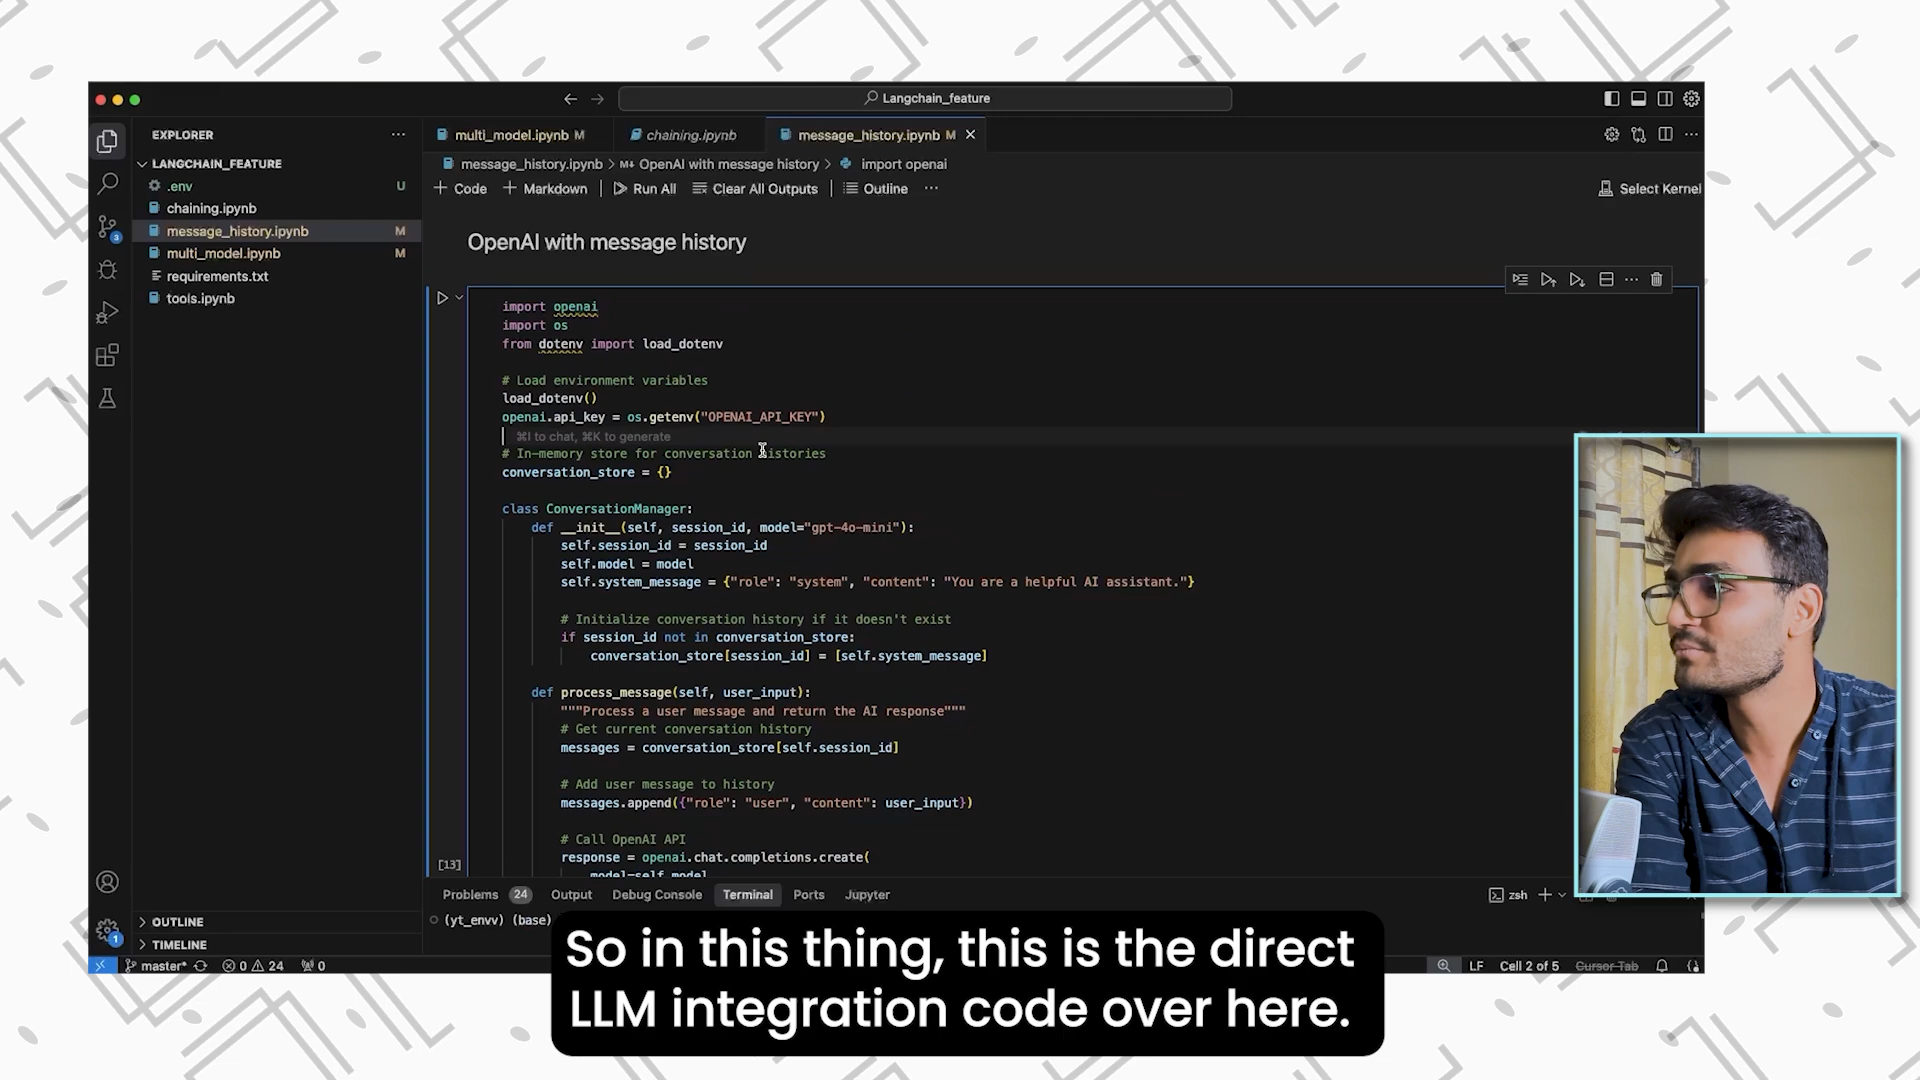 Langchain_feature
EXPLORER
LANGCHAIN_FEATURE
.env U
chaining.ipynb
message_history.ipynb M
multi_model.ipynb M
requirements.txt
tools.ipynb
OUTLINE
TIMELINE
multi_model.ipynb M
chaining.ipynb
message_history.ipynb M
message_history.ipynb > M↓ OpenAI with message history > import openai
+ Code + Markdown Run All Clear All Outputs Outline ...
Select Kernel
OpenAI with message history
import openai
import os
from dotenv import load_dotenv
# Load environment variables
load_dotenv()
openai.api_key = os.getenv("OPENAI_API_KEY")
⌘I to chat, ⌘K to generate
# In-memory store for conversation histories
conversation_store = {}
class ConversationManager:
def __init__(self, session_id, model="gpt-4o-mini"):
self.session_id = session_id
self.model = model
self.system_message = {"role": "system", "content": "You are a helpful AI assistant."}
# Initialize conversation history if it doesn't exist
if session_id not in conversation_store:
conversation_store[session_id] = [self.system_message]
def process_message(self, user_input):
"""Process a user message and return the AI response"""
# Get current conversation history
messages = conversation_store[self.session_id]
# Add user message to history
messages.append({"role": "user", "content": user_input})
# Call OpenAI API
response = openai.chat.completions.create(
model=self.model
[13]
Problems 24 Output Debug Console Terminal Ports Jupyter
zsh
(yt_envv) (base)
master* 0 24 0
LF Cell 2 of 5 Cursor Tab
3
1
So in this thing, this is the direct
LLM integration code over here.